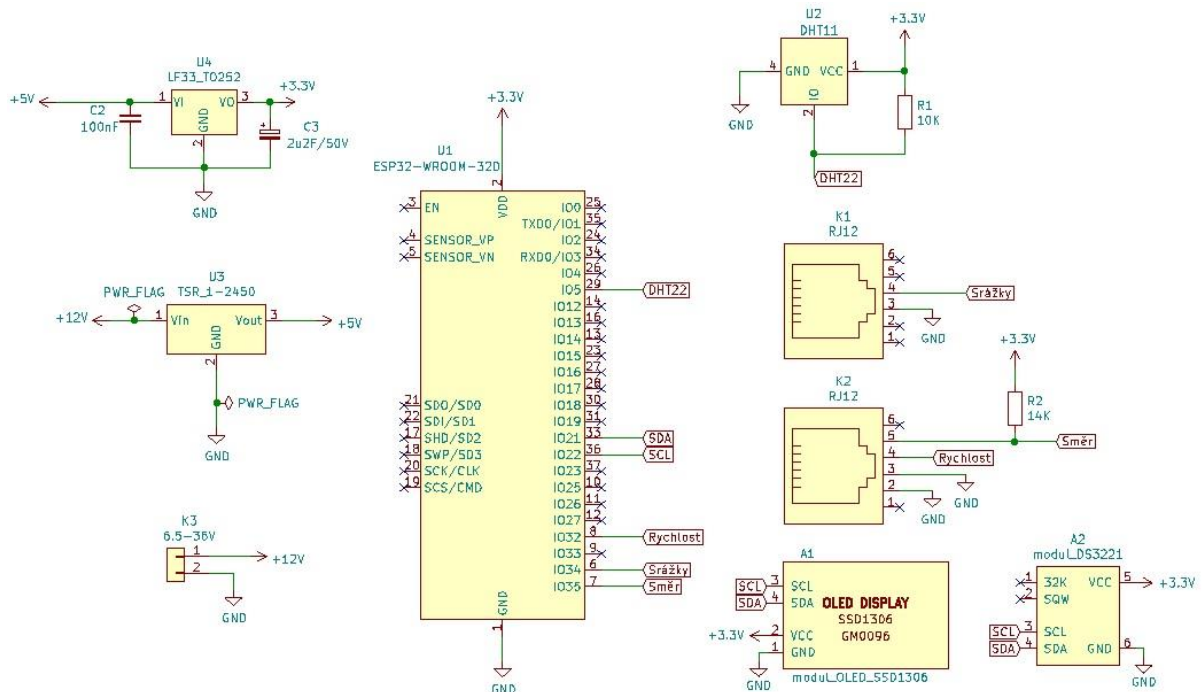 U4
LF33_TO252
+5V
1
VI
VO
3
+3.3V
C2
100nF
GND
2
+
C3
2u2F/50V
GND
U3
TSR_1-2450
PWR_FLAG
+12V
1
Vin
Vout
3
+5V
GND
2
PWR_FLAG
GND
K3
6.5-36V
1
+12V
2
GND
+3.3V
U1
ESP32-WROOM-32D
2
VDD
3 EN
4 SENSOR_VP
5 SENSOR_VN
21 SD0/SD0
22 SDI/SD1
17 SHD/SD2
18 SWP/SD3
20 SCK/CLK
19 SCS/CMD
IO0 25
TXD0/IO1 35
IO2 24
RXD0/IO3 34
IO4 26
IO5 29 DHT22
IO12 14
IO13 16
IO14 13
IO15 23
IO16 27
IO17 28
IO18 30
IO19 31
IO21 33 SDA
IO22 36 SCL
IO23 37
IO25 10
IO26 11
IO27 12
IO32 8 Rychlost
IO33 9
IO34 6 Srážky
IO35 7 Směr
GND
1
GND
U2
DHT11
+3.3V
4 GND VCC 1
IO
2
GND
R1
10K
DHT22
K1
RJ12
6
5
4 Srážky
3
2
1
GND
+3.3V
K2
RJ12
R2
14K
6
5 Směr
4 Rychlost
3
2
1
GND
GND
A1
SCL 3 SCL
SDA 4 SDA
OLED DISPLAY
SSD1306
GM0096
+3.3V 2 VCC
1 GND
GND
modul_OLED_SSD1306
A2
modul_DS3221
1 32K
2 SQW
VCC 5 +3.3V
SCL 3 SCL
SDA 4 SDA
GND 6
GND